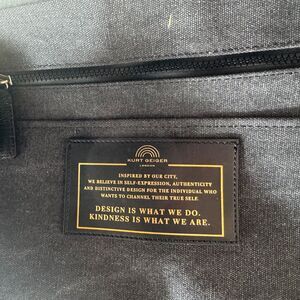 KURT GEIGER
LONDON
INSPIRED BY OUR CITY,
WE BELIEVE IN SELF-EXPRESSION, AUTHENTICITY
AND DISTINCTIVE DESIGN FOR THE INDIVIDUAL WHO
WANTS TO CHANNEL THEIR TRUE SELF.
DESIGN IS WHAT WE DO.
KINDNESS IS WHAT WE ARE.